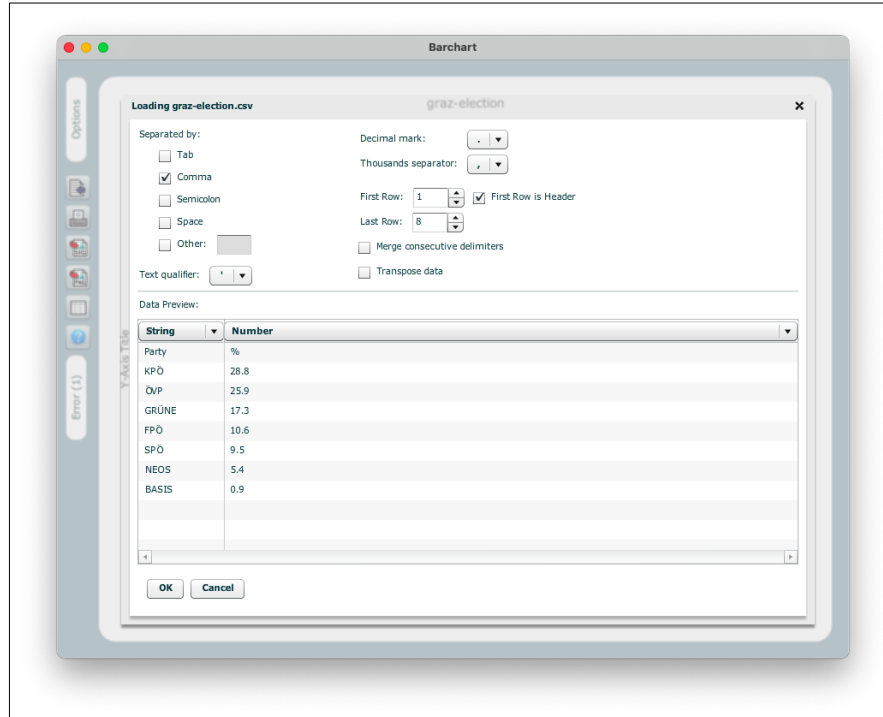 Barchart
Options
Loading graz-election.csv
graz-election
Separated by:
Tab
Comma
Semicolon
Space
Other:
Text qualifier: '
Decimal mark: .
Thousands separator: ,
First Row: 1
First Row is Header
Last Row: 8
Merge consecutive delimiters
Transpose data
Data Preview:
String Number
Party %
KPÖ 28.8
ÖVP 25.9
GRÜNE 17.3
FPÖ 10.6
SPÖ 9.5
NEOS 5.4
BASIS 0.9
Y-Axis Title
Error (1)
OK Cancel